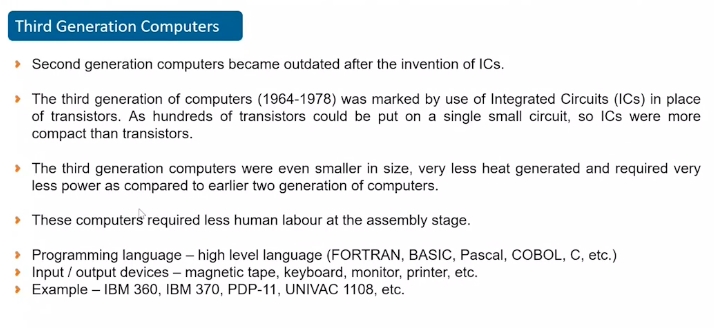 Third Generation Computers
Second generation computers became outdated after the invention of ICs.
The third generation of computers (1964-1978) was marked by use of Integrated Circuits (ICs) in place
of transistors. As hundreds of transistors could be put on a single small circuit, so ICs were more
compact than transistors.
The third generation computers were even smaller in size, very less heat generated and required very
less power as compared to earlier two generation of computers.
These computers required less human labour at the assembly stage.
Programming language – high level language (FORTRAN, BASIC, Pascal, COBOL, C, etc.)
Input / output devices – magnetic tape, keyboard, monitor, printer, etc.
Example – IBM 360, IBM 370, PDP-11, UNIVAC 1108, etc.